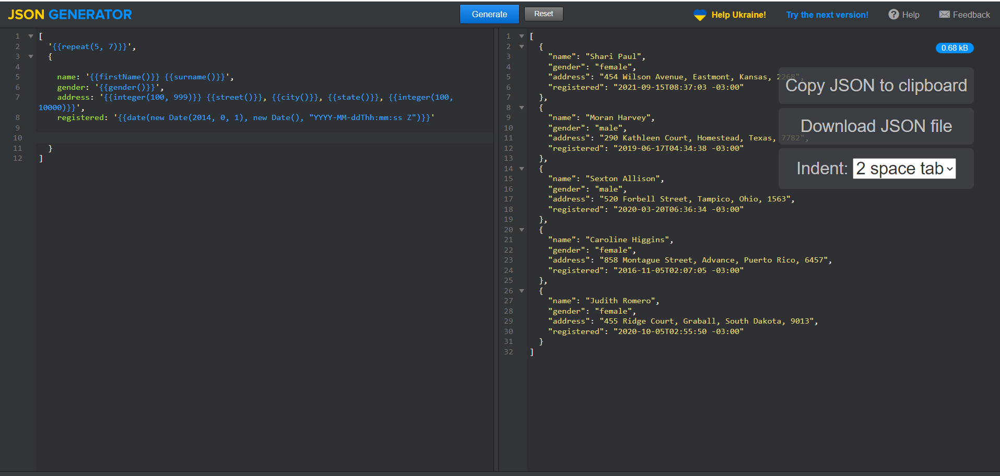 JSON GENERATOR
Generate
Reset
Help Ukraine!
Try the next version!
? Help
Feedback
1 [
2 '{{repeat(5, 7)}}',
3 {
4
5 name: '{{firstName()}} {{surname()}}',
6 gender: '{{gender()}}',
7 address: '{{integer(100, 999)}} {{street()}}, {{city()}}, {{state()}}, {{integer(100,
10000)}}',
8 registered: '{{date(new Date(2014, 0, 1), new Date(), "YYYY-MM-ddThh:mm:ss Z")}}'
9
10
11 }
12 ]
1 [
2 {
3 "name": "Shari Paul",
4 "gender": "female",
5 "address": "454 Wilson Avenue, Eastmont, Kansas, 2268",
6 "registered": "2021-09-15T08:37:03 -03:00"
7 },
8 {
9 "name": "Moran Harvey",
10 "gender": "male",
11 "address": "290 Kathleen Court, Homestead, Texas, 7782",
12 "registered": "2019-06-17T04:34:38 -03:00"
13 },
14 {
15 "name": "Sexton Allison",
16 "gender": "male",
17 "address": "520 Forbell Street, Tampico, Ohio, 1563",
18 "registered": "2020-03-20T06:36:34 -03:00"
19 },
20 {
21 "name": "Caroline Higgins",
22 "gender": "female",
23 "address": "858 Montague Street, Advance, Puerto Rico, 6457",
24 "registered": "2016-11-05T02:07:05 -03:00"
25 },
26 {
27 "name": "Judith Romero",
28 "gender": "female",
29 "address": "455 Ridge Court, Graball, South Dakota, 9013",
30 "registered": "2020-10-05T02:55:50 -03:00"
31 }
32 ]
0.68 kB
Copy JSON to clipboard
Download JSON file
Indent: 2 space tab